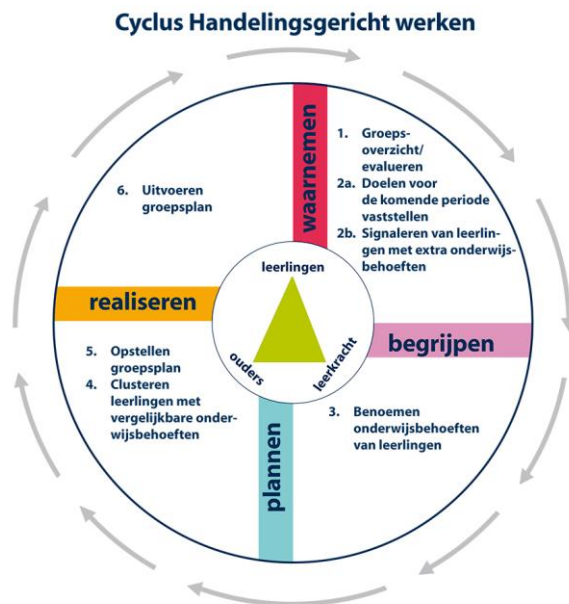 Cyclus Handelingsgericht werken
waarnemen
1. Groeps-
overzicht/
evalueren
2a. Doelen voor
de komende periode
vaststellen
2b. Signaleren van leerlin-
gen met extra onderwijs-
behoeften
begrijpen
3. Benoemen
onderwijsbehoeften
van leerlingen
plannen
5. Opstellen
groepsplan
4. Clusteren
leerlingen met
vergelijkbare onder-
wijsbehoeften
realiseren
6. Uitvoeren
groepsplan
leerlingen
ouders
leerkracht